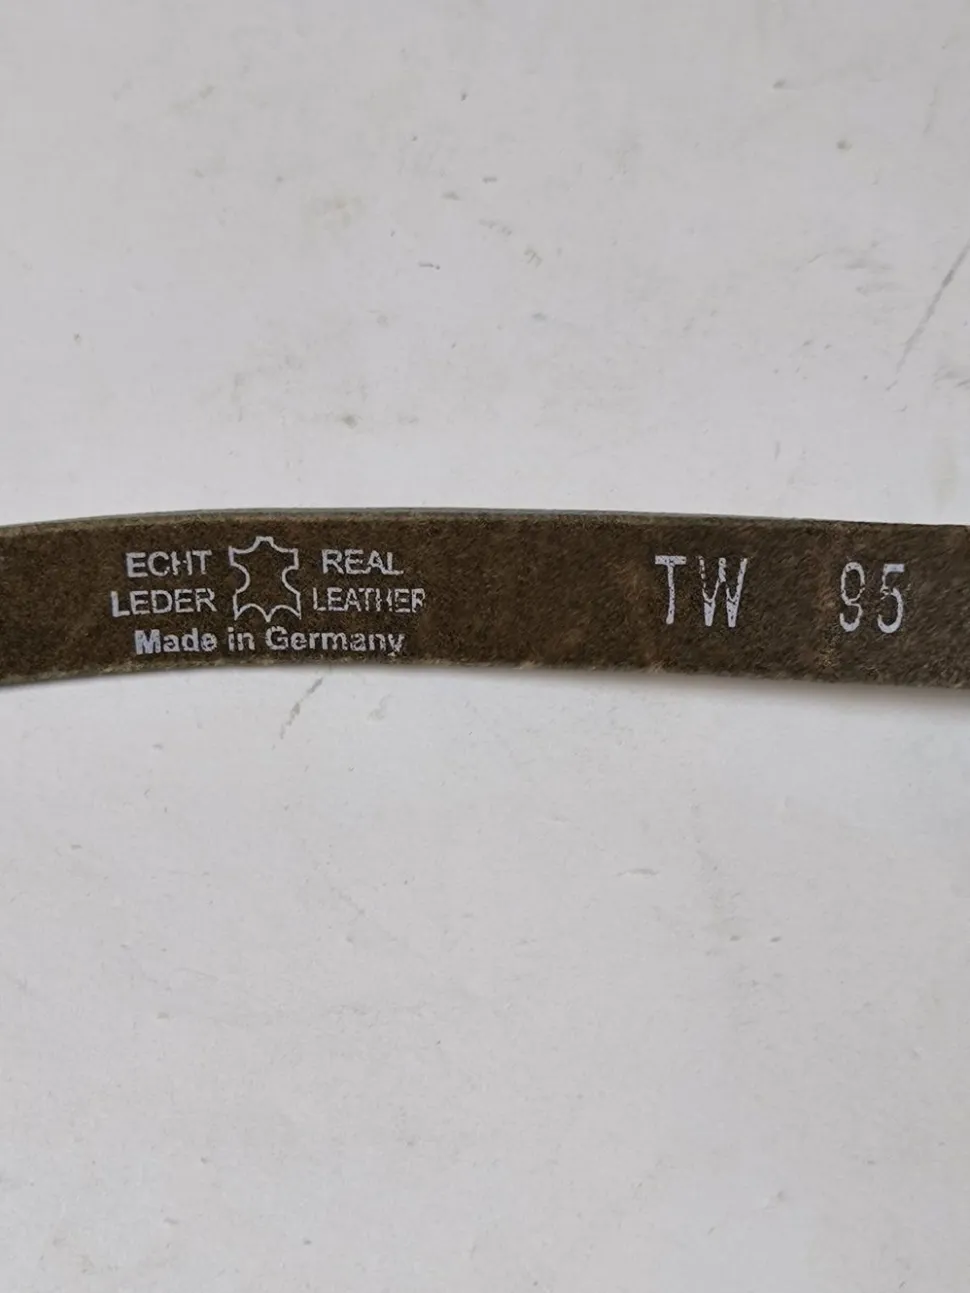 ECHT REAL
LEDER LEATHER
Made in Germany
TW 95